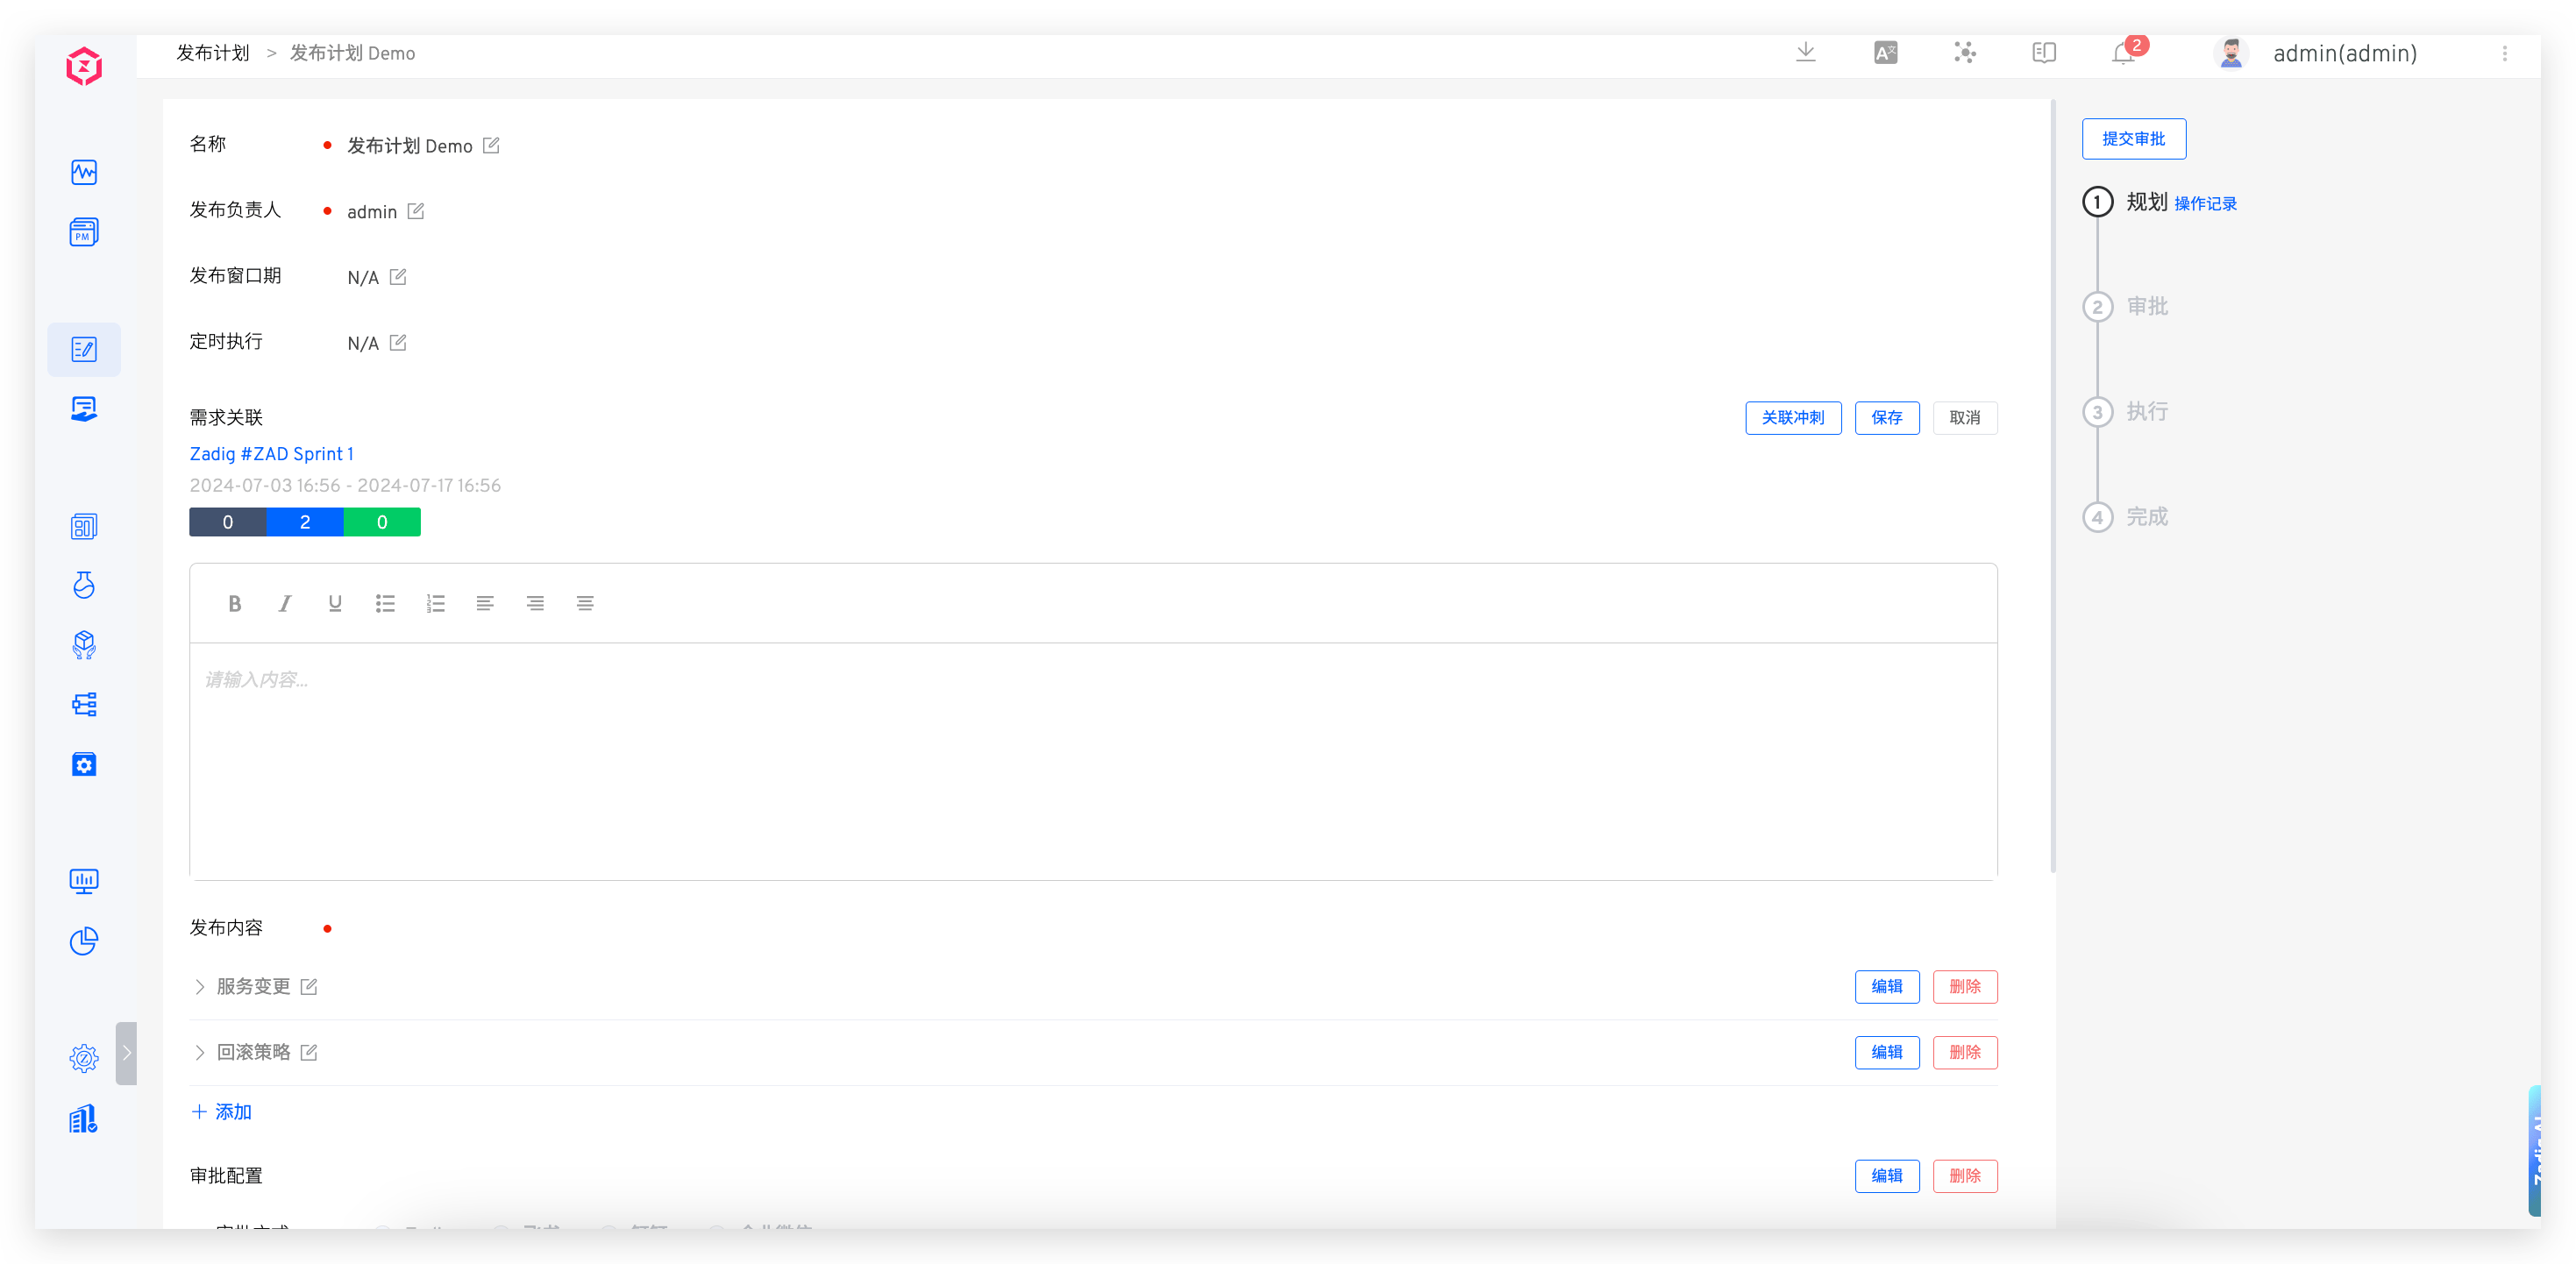 发布计划 > 发布计划 Demo
2
admin(admin)
PM
名称 发布计划 Demo
发布负责人 admin
发布窗口期 N/A
定时执行 N/A
需求关联 关联冲刺 保存 取消
Zadig #ZAD Sprint 1
2024-07-03 16:56 - 2024-07-17 16:56
0 2 0
B I U
请输入内容...
发布内容
服务变更 编辑 删除
回滚策略 编辑 删除
+ 添加
审批配置 编辑 删除
提交审批
1 规划 操作记录
2 审批
3 执行
4 完成